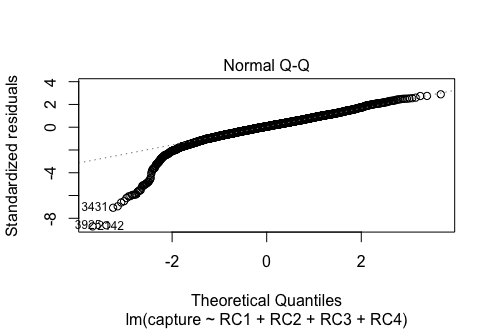 Normal Q-Q
Standardized residuals
4
2
0
-4
-8
3431
-2
0
2
Theoretical Quantiles
lm(capture ~ RC1 + RC2 + RC3 + RC4)